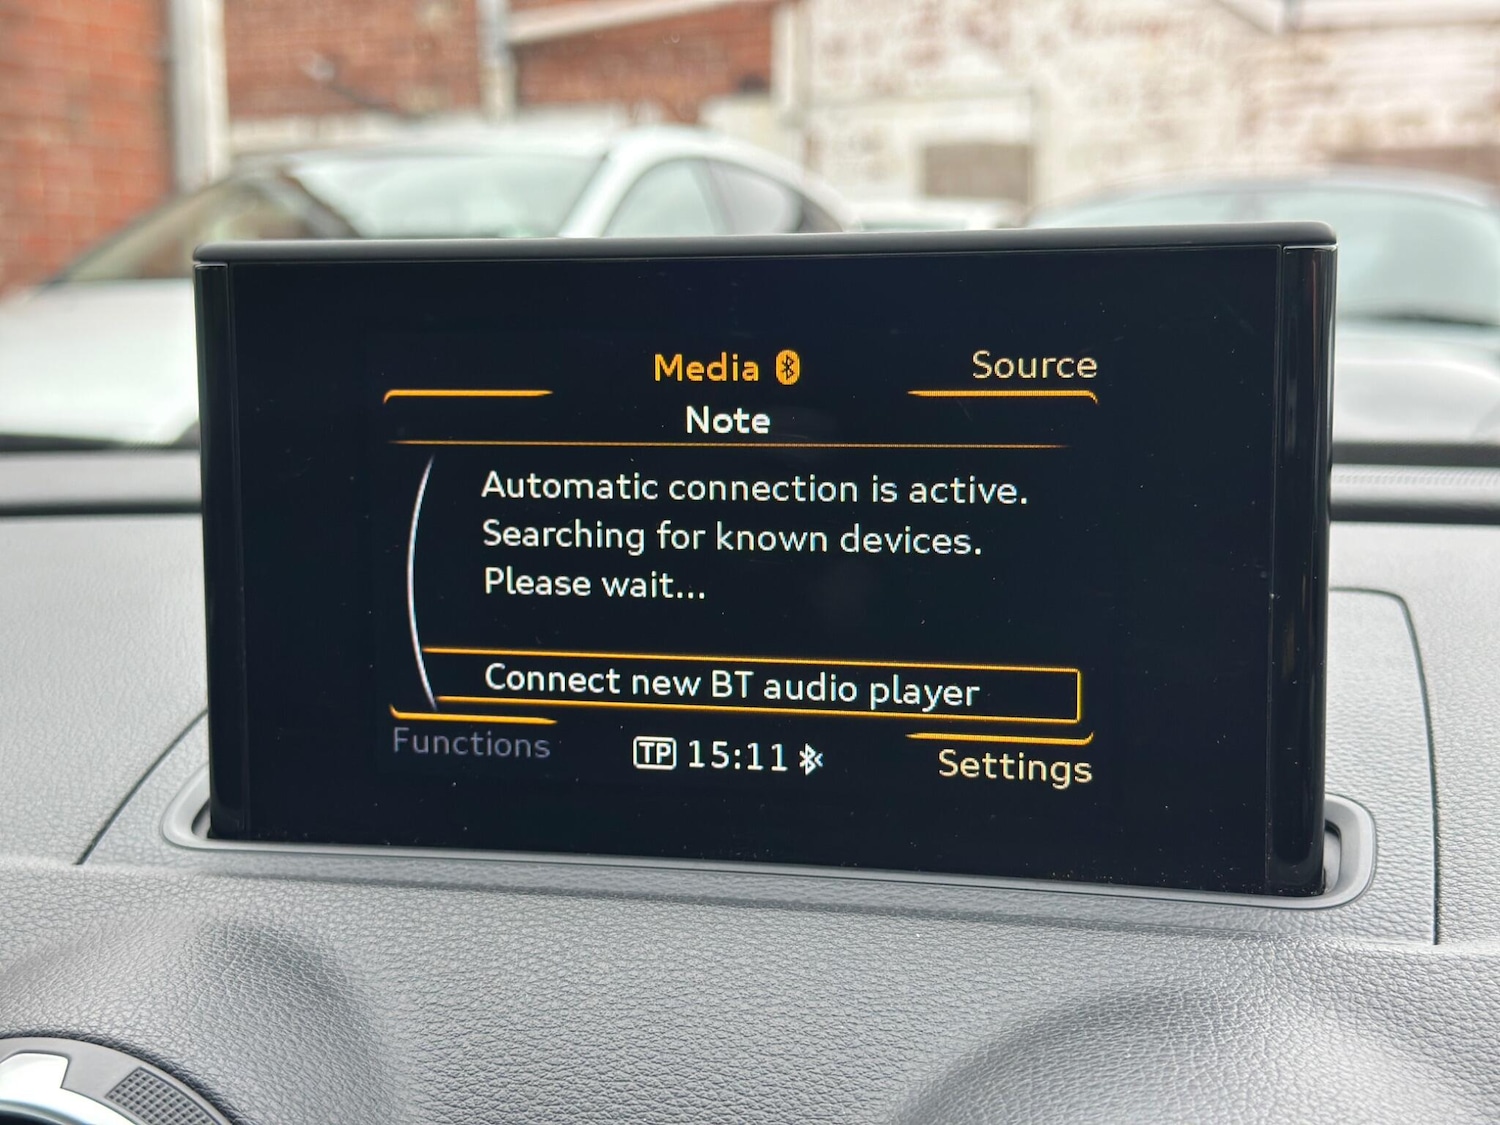 Media
Source
Note
Automatic connection is active.
Searching for known devices.
Please wait...
Connect new BT audio player
Functions
TP 15:11
Settings